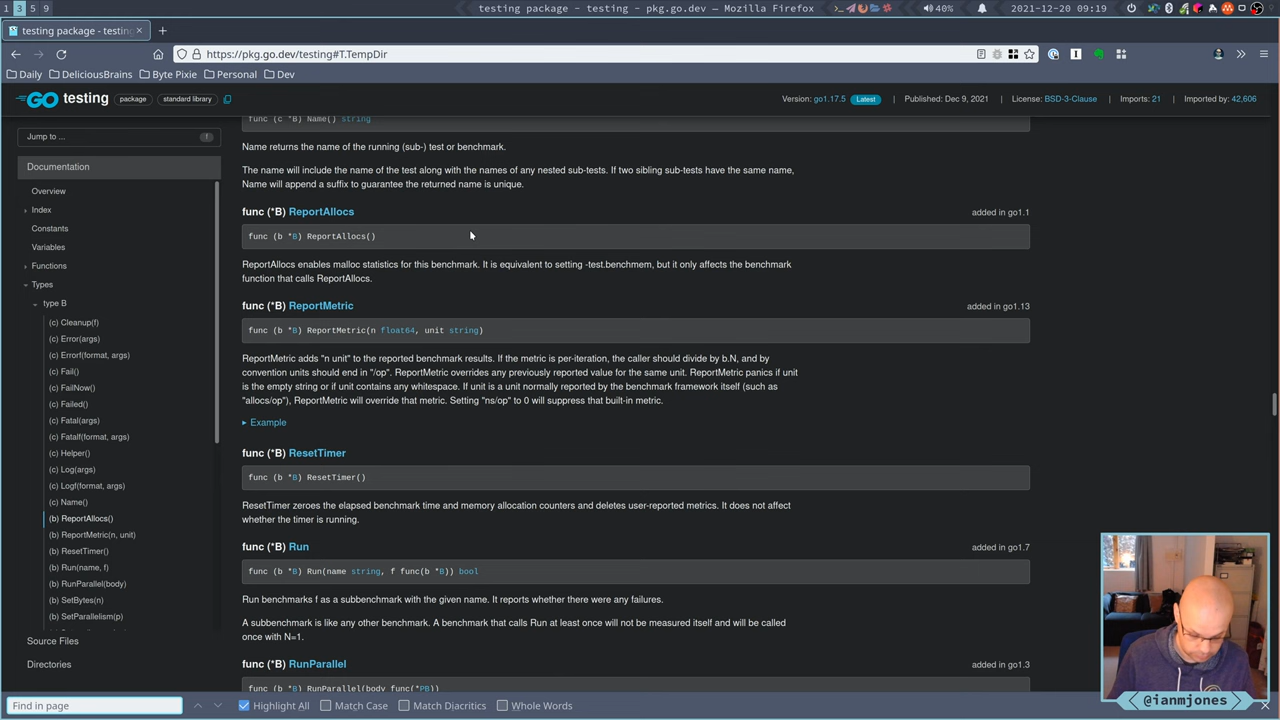 1 3 5 9
testing package - testing - pkg.go.dev — Mozilla Firefox
40%
2021-12-20 09:19
testing package - testing
https://pkg.go.dev/testing#T.TempDir
Daily DeliciousBrains Byte Pixie Personal Dev
GO testing package standard library
Version: go1.17.5 Latest Published: Dec 9, 2021 License: BSD-3-Clause Imports: 21 Imported by: 42,606
Jump to ... f
Documentation
Overview
Index
Constants
Variables
Functions
Types
type B
(c) Cleanup(f)
(c) Error(args)
(c) Errorf(format, args)
(c) Fail()
(c) FailNow()
(c) Failed()
(c) Fatal(args)
(c) Fatalf(format, args)
(c) Helper()
(c) Log(args)
(c) Logf(format, args)
(c) Name()
(b) ReportAllocs()
(b) ReportMetric(n, unit)
(b) ResetTimer()
(b) Run(name, f)
(b) RunParallel(body)
(b) SetBytes(n)
(b) SetParallelism(p)
Source Files
Directories
func (c *B) Name() string
Name returns the name of the running (sub-) test or benchmark.
The name will include the name of the test along with the names of any nested sub-tests. If two sibling sub-tests have the same name,
Name will append a suffix to guarantee the returned name is unique.
func (*B) ReportAllocs added in go1.1
func (b *B) ReportAllocs()
ReportAllocs enables malloc statistics for this benchmark. It is equivalent to setting -test.benchmem, but it only affects the benchmark
function that calls ReportAllocs.
func (*B) ReportMetric added in go1.13
func (b *B) ReportMetric(n float64, unit string)
ReportMetric adds "n unit" to the reported benchmark results. If the metric is per-iteration, the caller should divide by b.N, and by
convention units should end in "/op". ReportMetric overrides any previously reported value for the same unit. ReportMetric panics if unit
is the empty string or if unit contains any whitespace. If unit is a unit normally reported by the benchmark framework itself (such as
"allocs/op"), ReportMetric will override that metric. Setting "ns/op" to 0 will suppress that built-in metric.
Example
func (*B) ResetTimer
func (b *B) ResetTimer()
ResetTimer zeroes the elapsed benchmark time and memory allocation counters and deletes user-reported metrics. It does not affect
whether the timer is running.
func (*B) Run added in go1.7
func (b *B) Run(name string, f func(b *B)) bool
Run benchmarks f as a subbenchmark with the given name. It reports whether there were any failures.
A subbenchmark is like any other benchmark. A benchmark that calls Run at least once will not be measured itself and will be called
once with N=1.
func (*B) RunParallel added in go1.3
func (b *B) RunParallel(body func(*PB))
Find in page Highlight All Match Case Match Diacritics Whole Words
@ianmjones